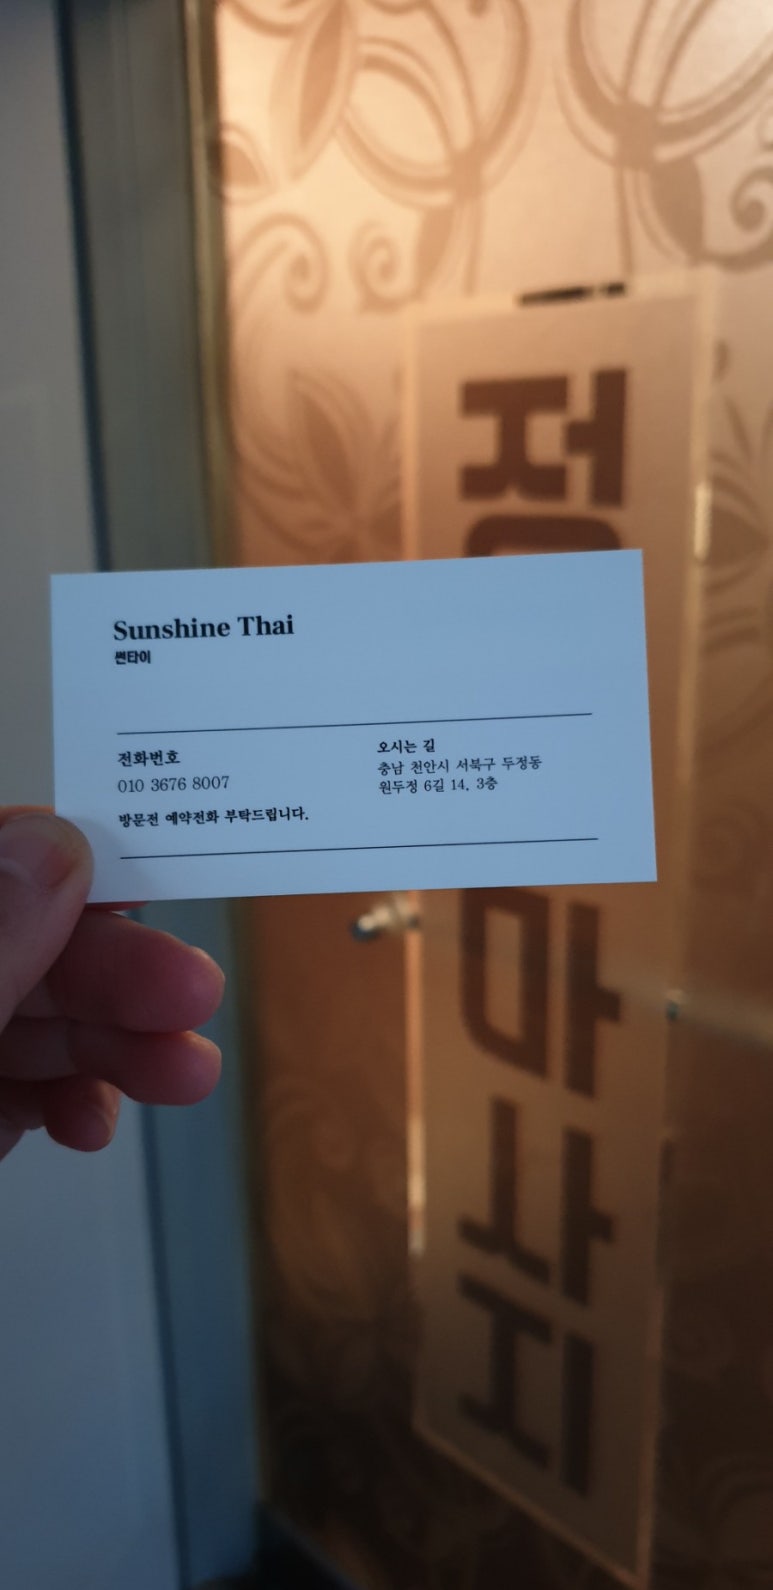 Sunshine Thai
썬타이
전화번호
010 3676 8007
방문전 예약전화 부탁드립니다.
오시는 길
충남 천안시 서북구 두정동
원두정 6길 14, 3층
마사지